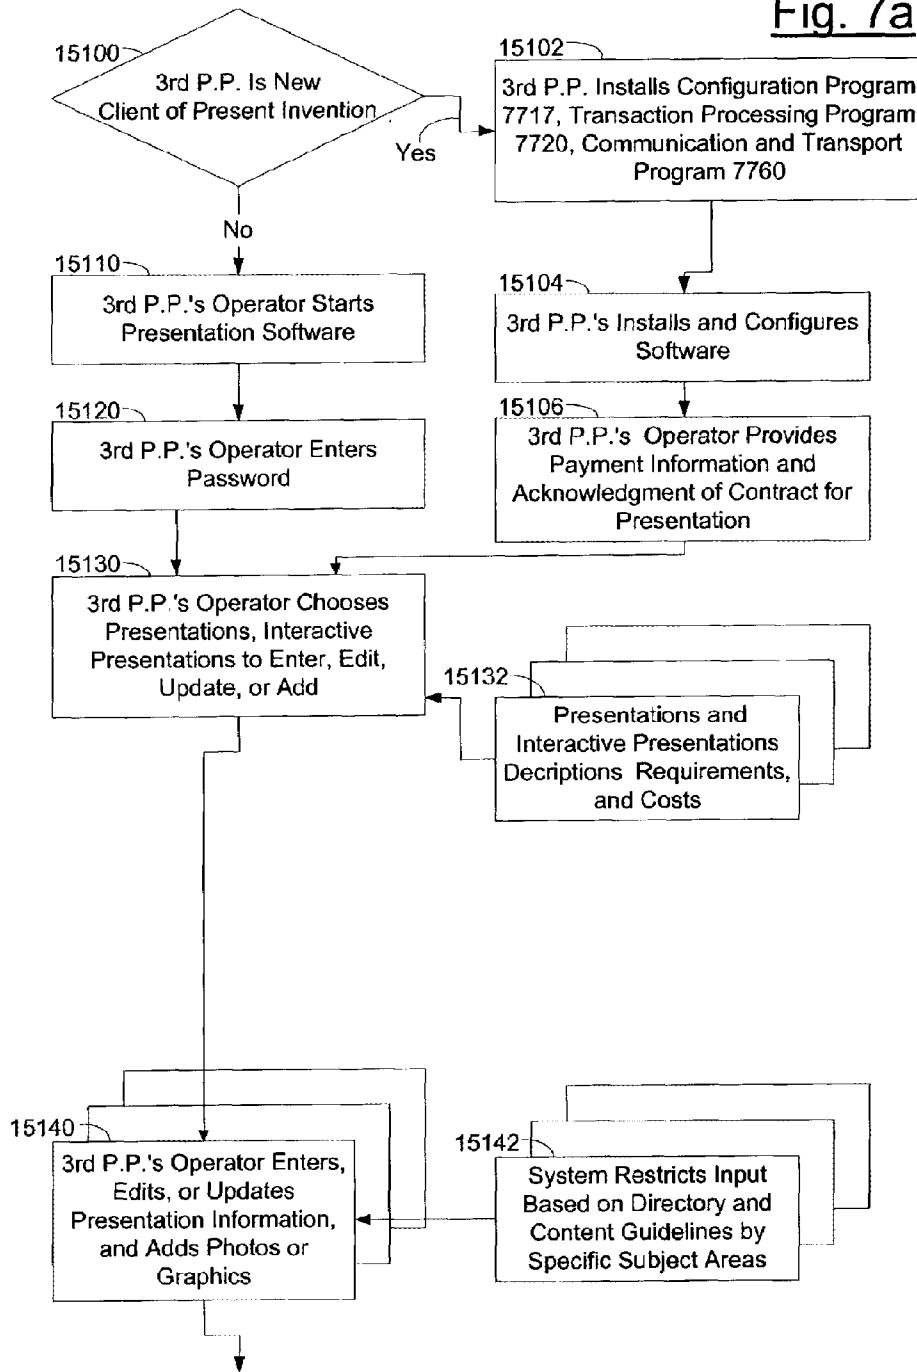 Fig. 7a
15100
3rd P.P. Is New
Client of Present Invention
Yes
No
15102
3rd P.P. Installs Configuration Program
7717, Transaction Processing Program
7720, Communication and Transport
Program 7760
15110
3rd P.P.'s Operator Starts
Presentation Software
15104
3rd P.P.'s Installs and Configures
Software
15120
3rd P.P.'s Operator Enters
Password
15106
3rd P.P.'s Operator Provides
Payment Information and
Acknowledgment of Contract for
Presentation
15130
3rd P.P.'s Operator Chooses
Presentations, Interactive
Presentations to Enter, Edit,
Update, or Add
15132
Presentations and
Interactive Presentations
Decriptions Requirements,
and Costs
15140
3rd P.P.'s Operator Enters,
Edits, or Updates
Presentation Information,
and Adds Photos or
Graphics
15142
System Restricts Input
Based on Directory and
Content Guidelines by
Specific Subject Areas